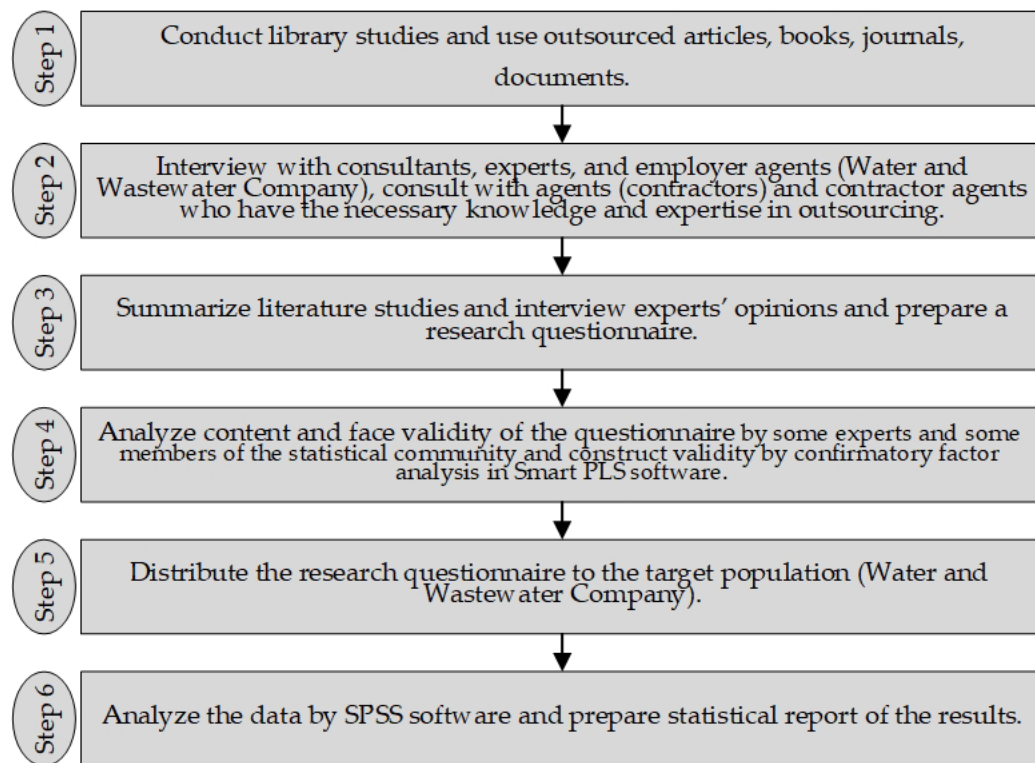 Step 1
Conduct library studies and use outsourced articles, books, journals,
documents.
Step 2
Interview with consultants, experts, and employer agents (Water and
Wastewater Company), consult with agents (contractors) and contractor agents
who have the necessary knowledge and expertise in outsourcing.
Step 3
Summarize literature studies and interview experts’ opinions and prepare a
research questionnaire.
Step 4
Analyze content and face validity of the questionnaire by some experts and some
members of the statistical community and construct validity by confirmatory factor
analysis in Smart PLS software.
Step 5
Distribute the research questionnaire to the target population (Water and
Wastewater Company).
Step 6
Analyze the data by SPSS software and prepare statistical report of the results.